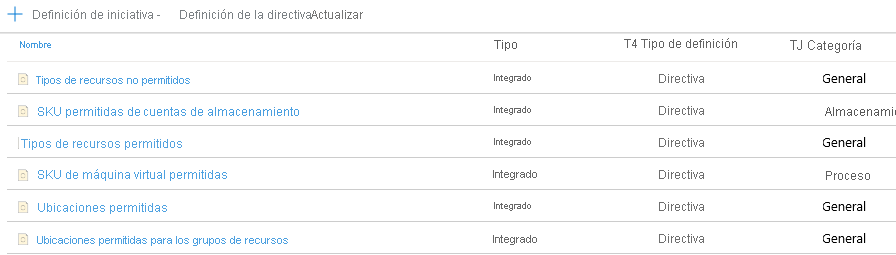 Definición de iniciativa - Definición de la directivaActualizar
Nombre Tipo T4 Tipo de definición TJ Categoría
Tipos de recursos no permitidos Integrado Directiva General
SKU permitidas de cuentas de almacenamiento Integrado Directiva Almacenamie
Tipos de recursos permitidos Integrado Directiva General
SKU de máquina virtual permitidas Integrado Directiva Proceso
Ubicaciones permitidas Integrado Directiva General
Ubicaciones permitidas para los grupos de recursos Integrado Directiva General